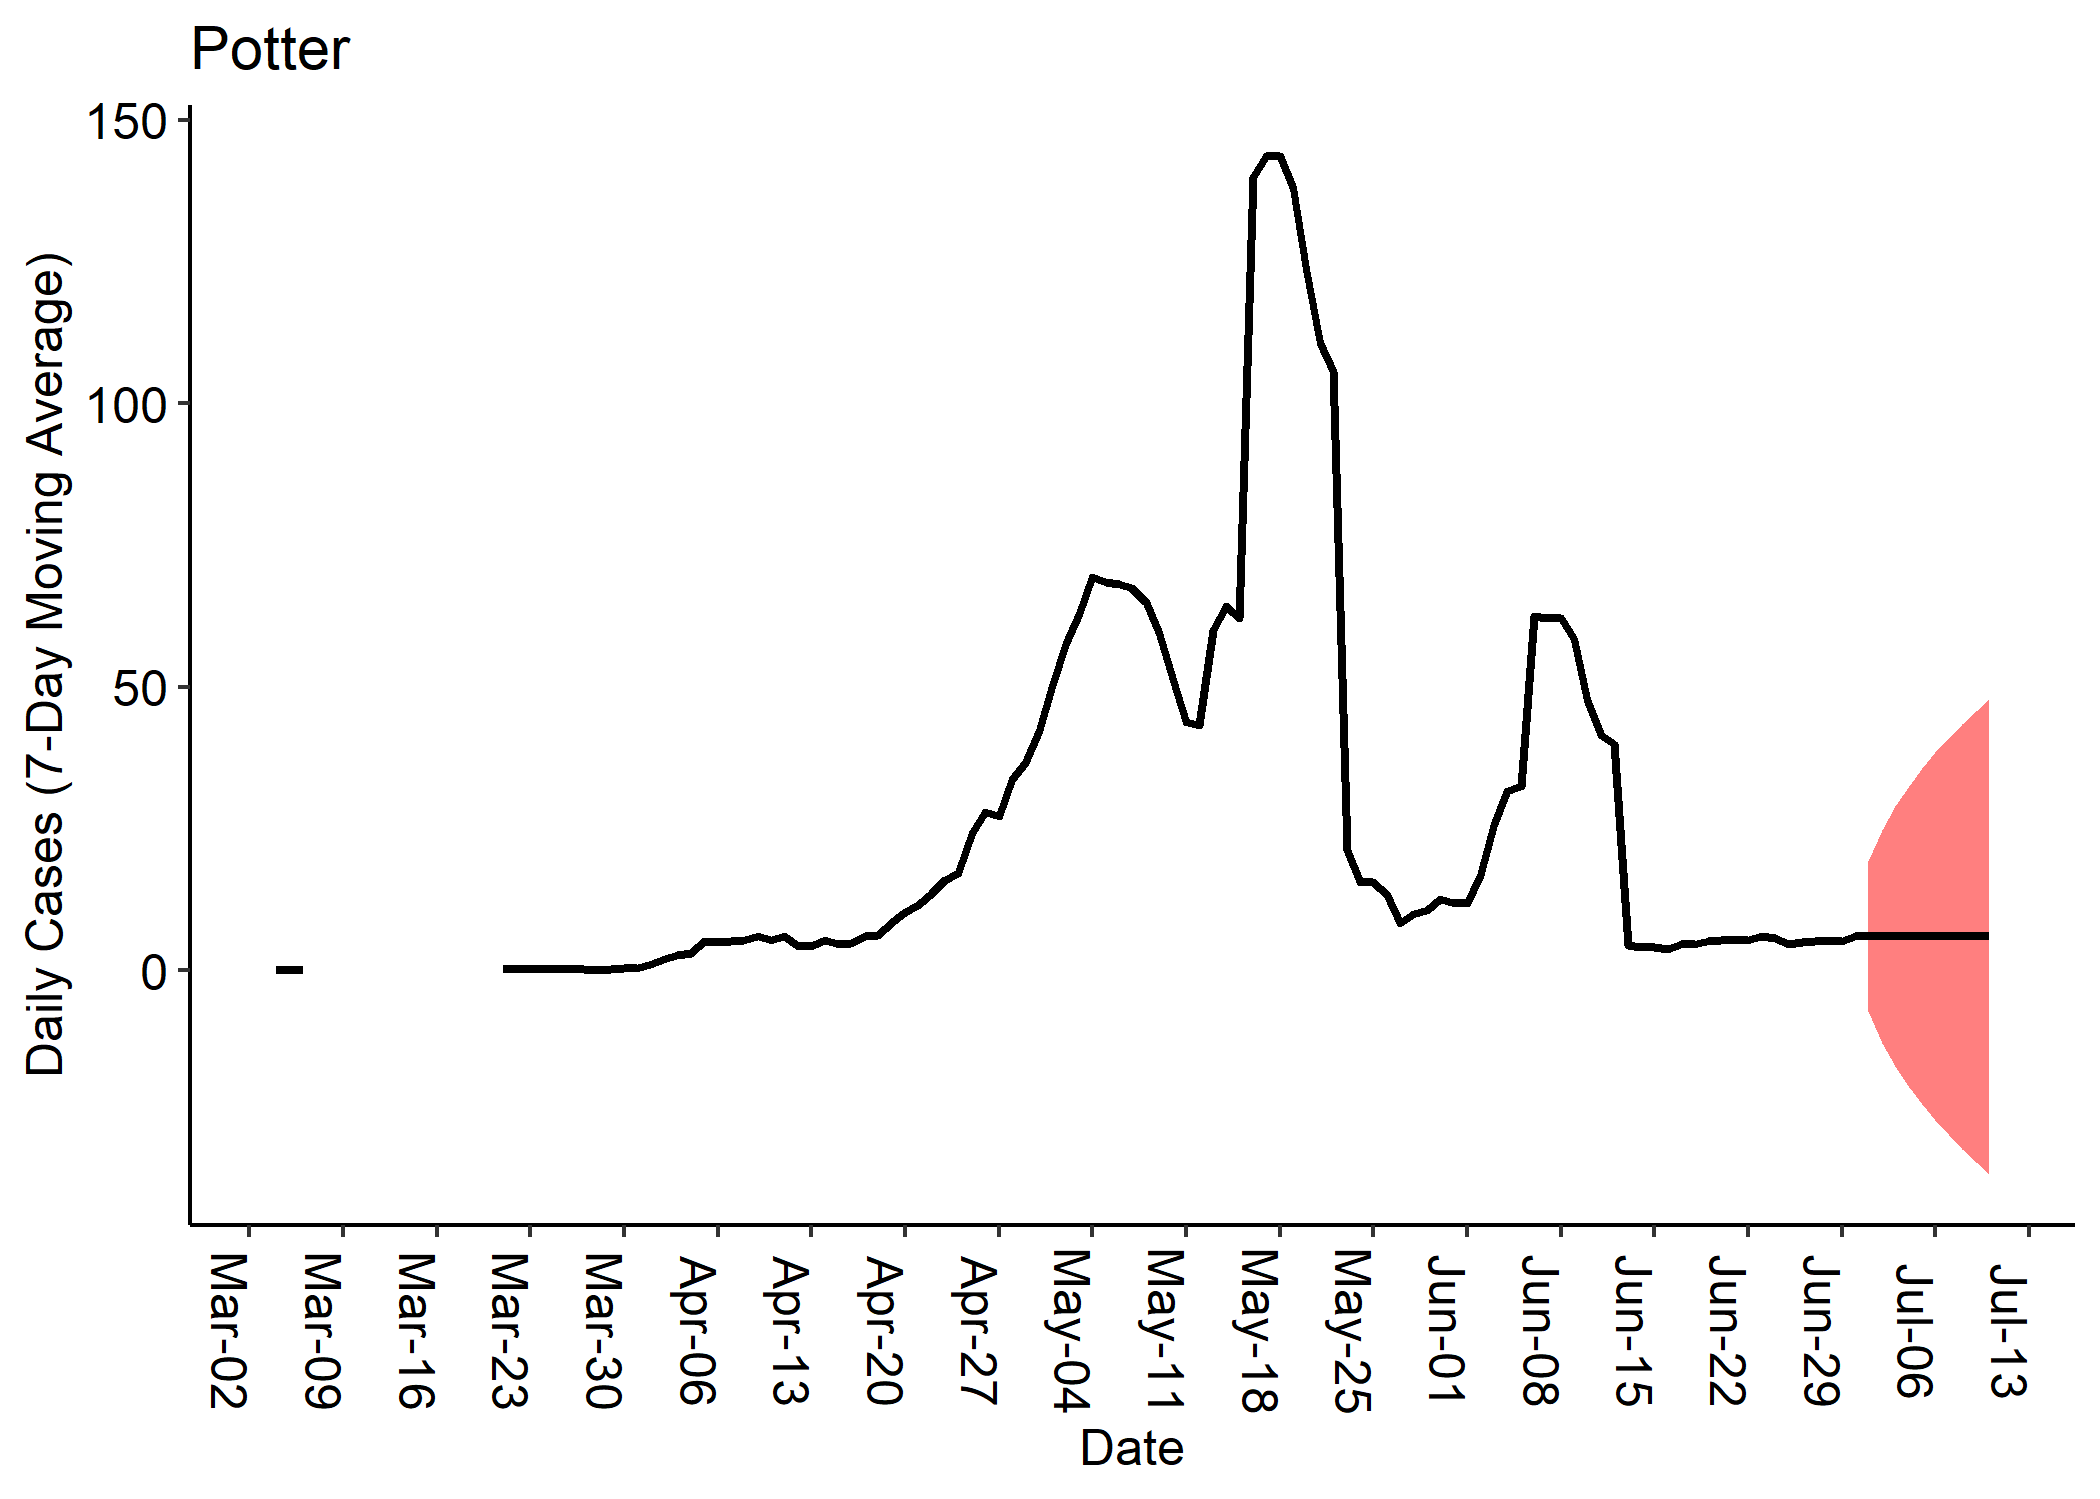 Potter
150
100
50
0
Daily Cases (7-Day Moving Average)
Mar-02
Mar-09
Mar-16
Mar-23
Mar-30
Apr-06
Apr-13
Apr-20
Apr-27
May-04
May-11
May-18
May-25
Jun-01
Jun-08
Jun-15
Jun-22
Jun-29
Jul-06
Jul-13
Date